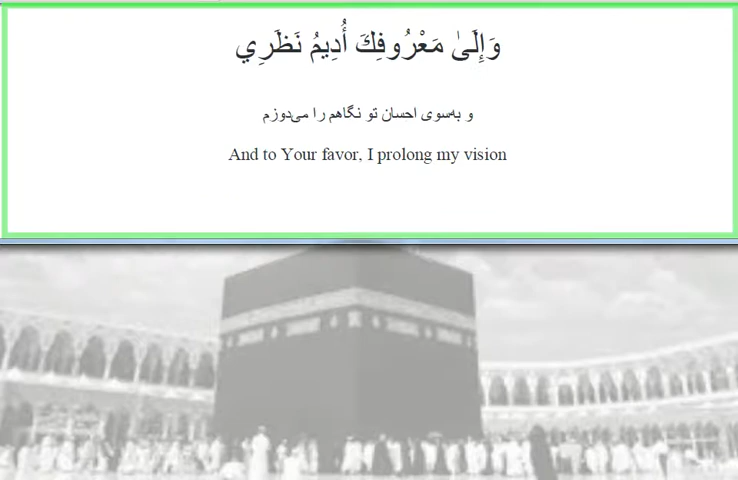 وَإِلَىٰ مَعْرُوفِكَ أُدِيمُ نَظَرِي
و به‌سوی احسان تو نگاهم را می‌دوزم
And to Your favor, I prolong my vision